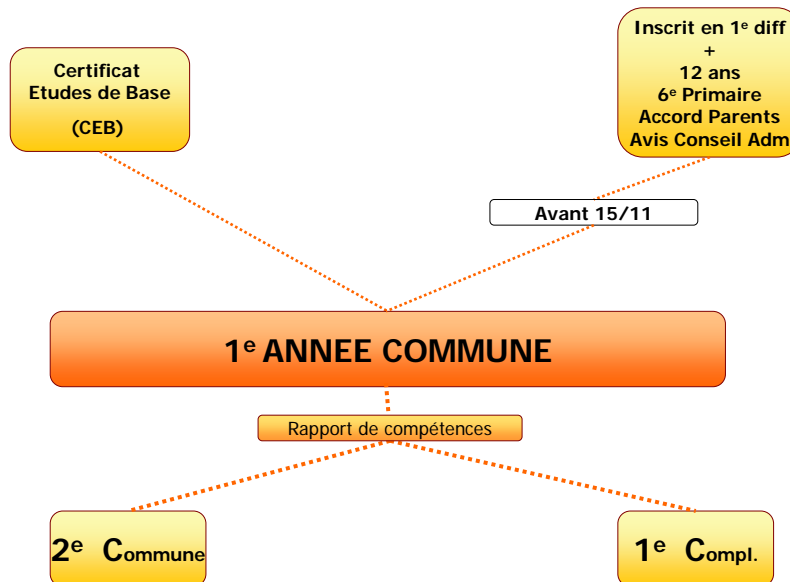 Certificat
Etudes de Base
(CEB)
Inscrit en 1e diff
+
12 ans
6e Primaire
Accord Parents
Avis Conseil Adm
Avant 15/11
1e ANNEE COMMUNE
Rapport de compétences
2e Commune
1e Compl.